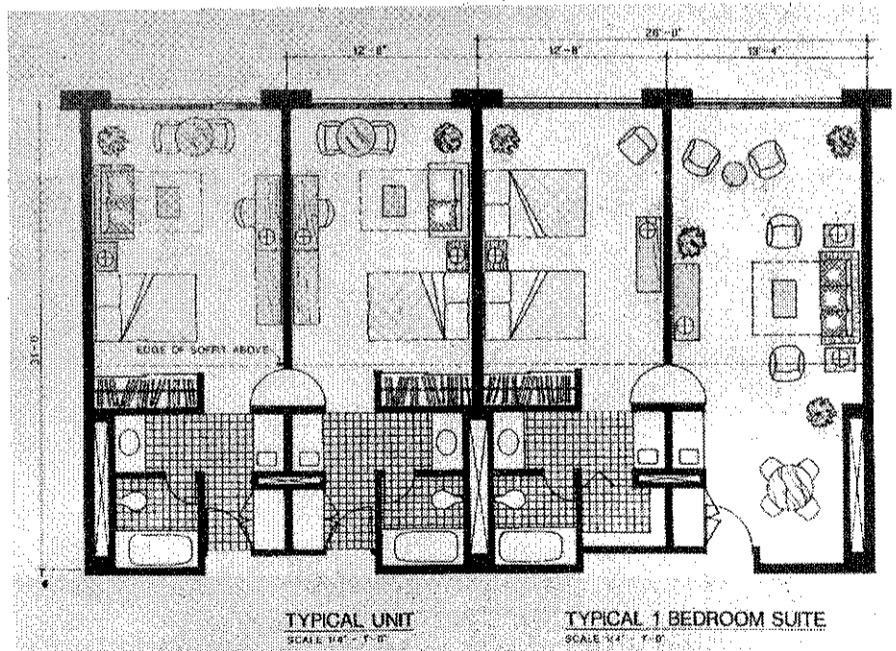 26'-0"
12'-8"
12'-8"
13'-4"
31'-0
EDGE OF SOFFIT ABOVE
TYPICAL UNIT
SCALE 1/4" - 1'-0"
TYPICAL 1 BEDROOM SUITE
SCALE 1/4" - 1'-0"